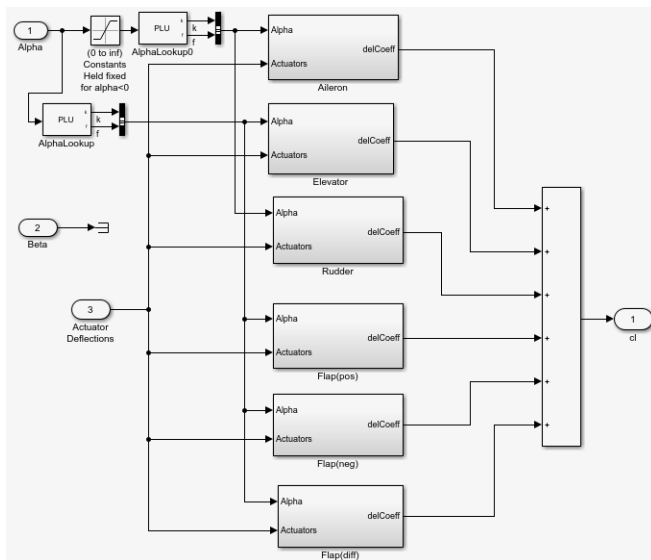 1
Alpha
(0 to inf)
Constants
Held fixed
for alpha<0
PLU
k
f
k
f
AlphaLookup0
PLU
k
f
k
f
AlphaLookup
Alpha
Actuators
delCoeff
Aileron
Alpha
Actuators
delCoeff
Elevator
2
Beta
Alpha
Actuators
delCoeff
Rudder
3
Actuator
Deflections
Alpha
Actuators
delCoeff
Flap(pos)
Alpha
Actuators
delCoeff
Flap(neg)
Alpha
Actuators
delCoeff
Flap(diff)
+
+
+
+
+
+
1
cl